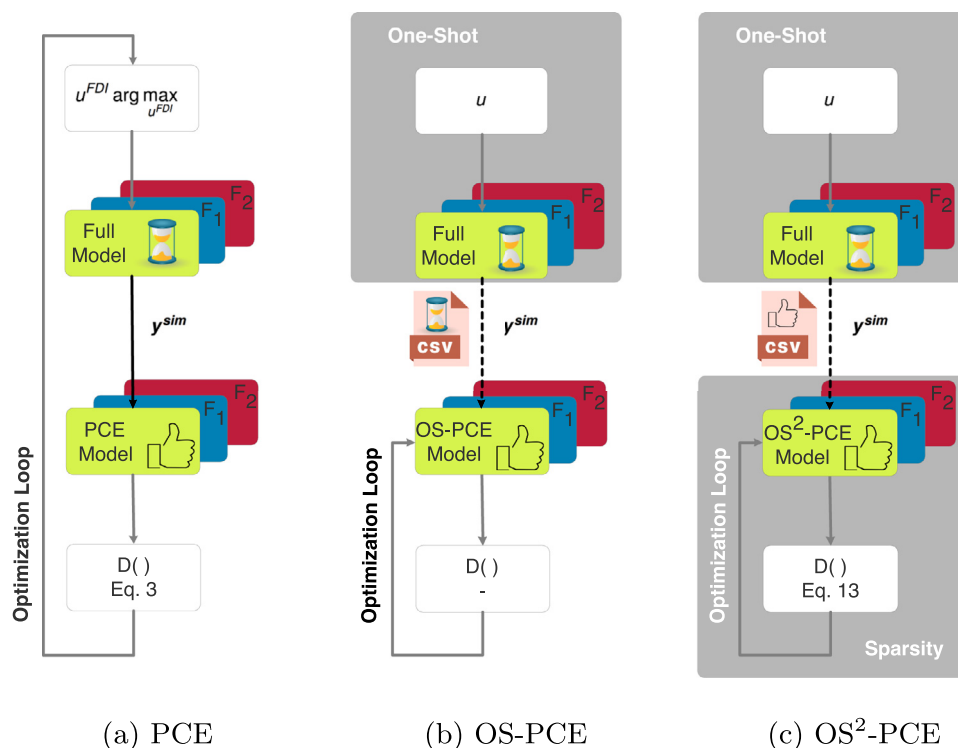 u^{FDI} arg max
u^{FDI}
F2
F1
Full
Model
y^{sim}
F2
F1
PCE
Model
D( )
Eq. 3
Optimization Loop
(a) PCE
One-Shot
u
F2
F1
Full
Model
csv
y^{sim}
F2
F1
OS-PCE
Model
D( )
-
Optimization Loop
(b) OS-PCE
One-Shot
u
F2
F1
Full
Model
csv
y^{sim}
F2
F1
OS²-PCE
Model
D( )
Eq. 13
Optimization Loop
Sparsity
(c) OS²-PCE